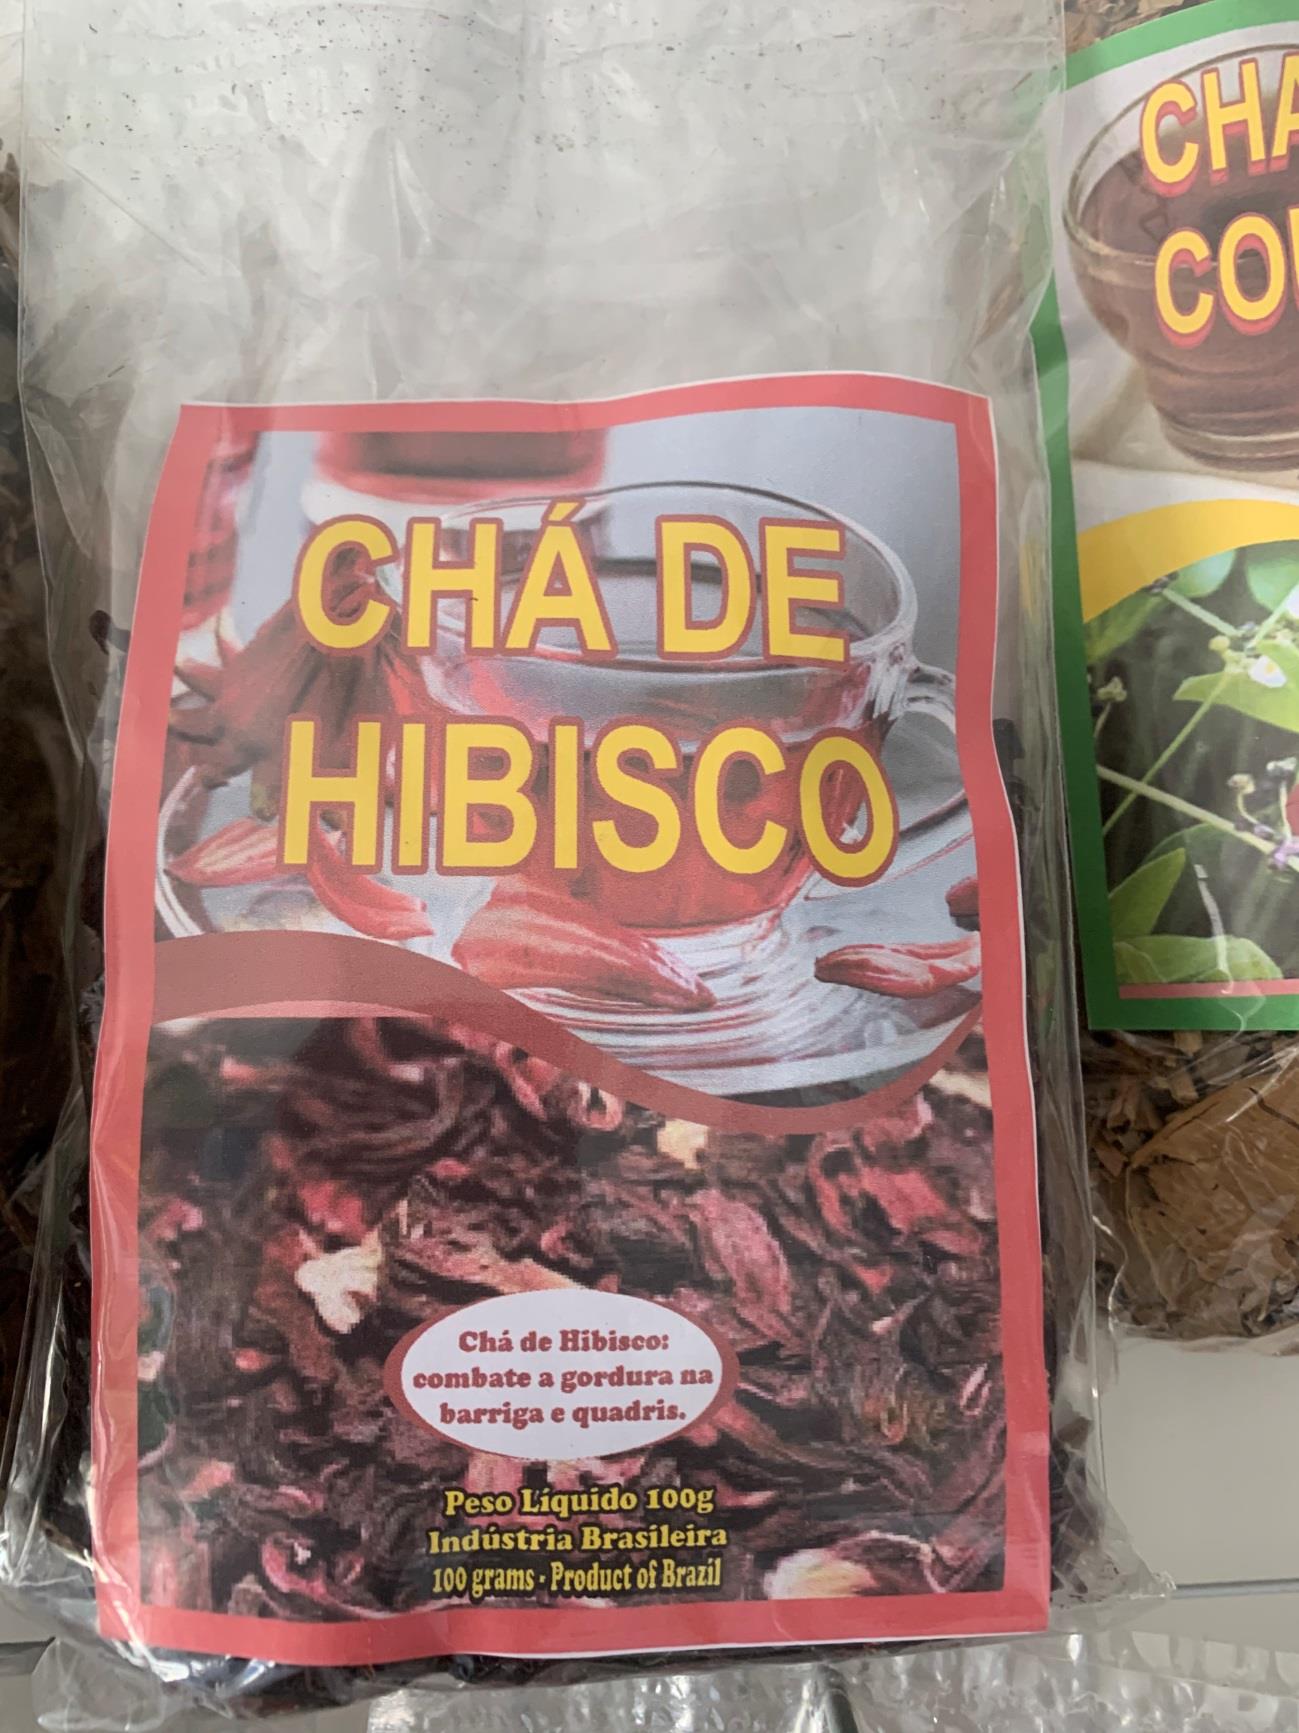 CHÁ DE
HIBISCO
Chá de Hibisco:
combate a gordura na
barriga e quadris.
Peso Líquido 100g
Indústria Brasileira
100 grams - Product of Brazil